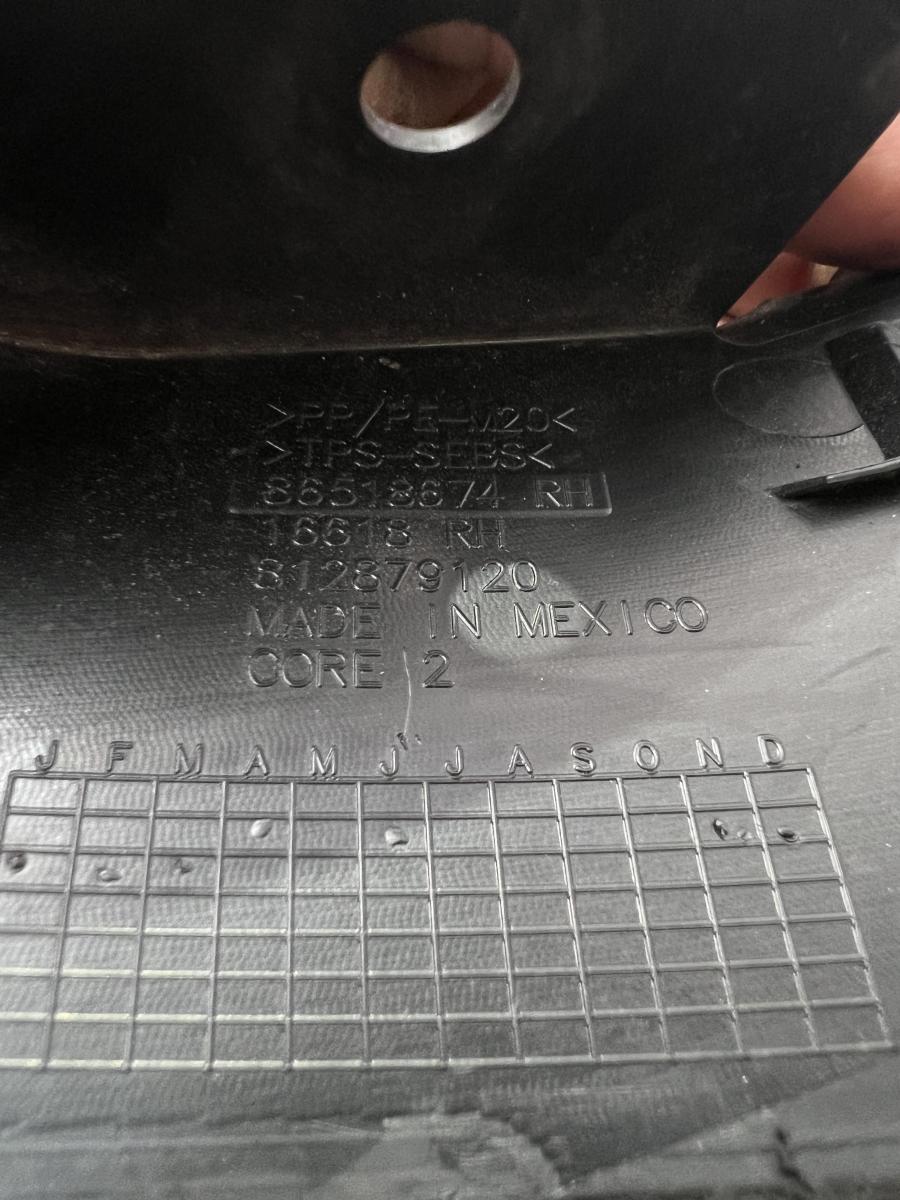 >PP/PE-M20<
>TPS-SEBS<
86518674 RH
16618 RH
812879120
MADE IN MEXICO
CORE 2
J F M A M J J A S O N D